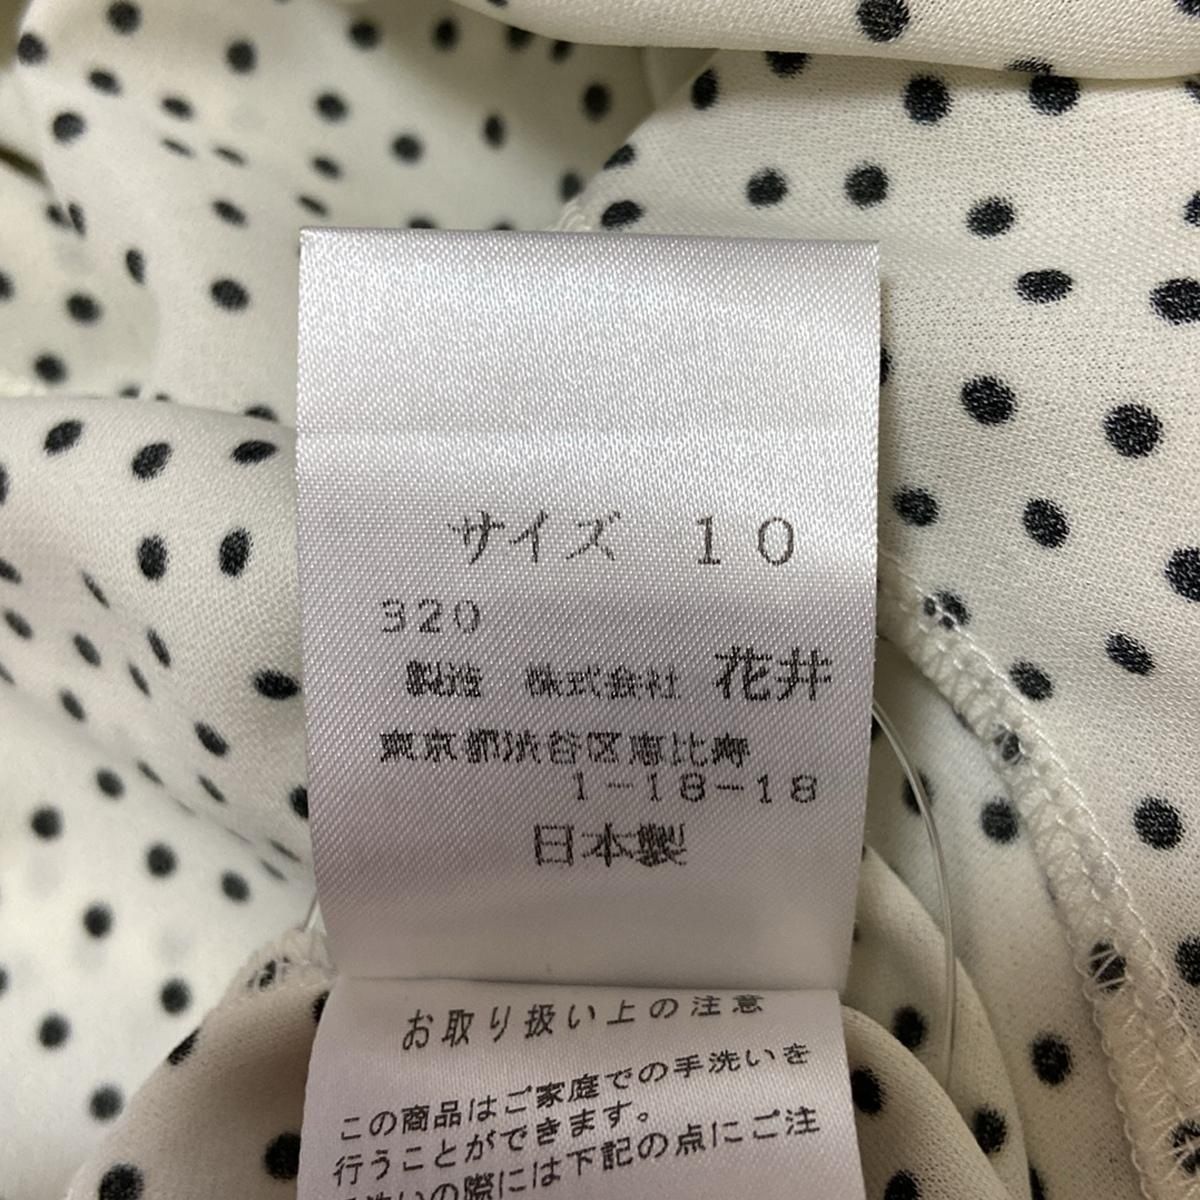 サイズ 10
320
製造 株式会社 花井
東京都渋谷区恵比寿
1-18-18
日本製
お取り扱い上の注意
この商品はご家庭での手洗いを
行うことができます。
洗いの際には下記の点にご注